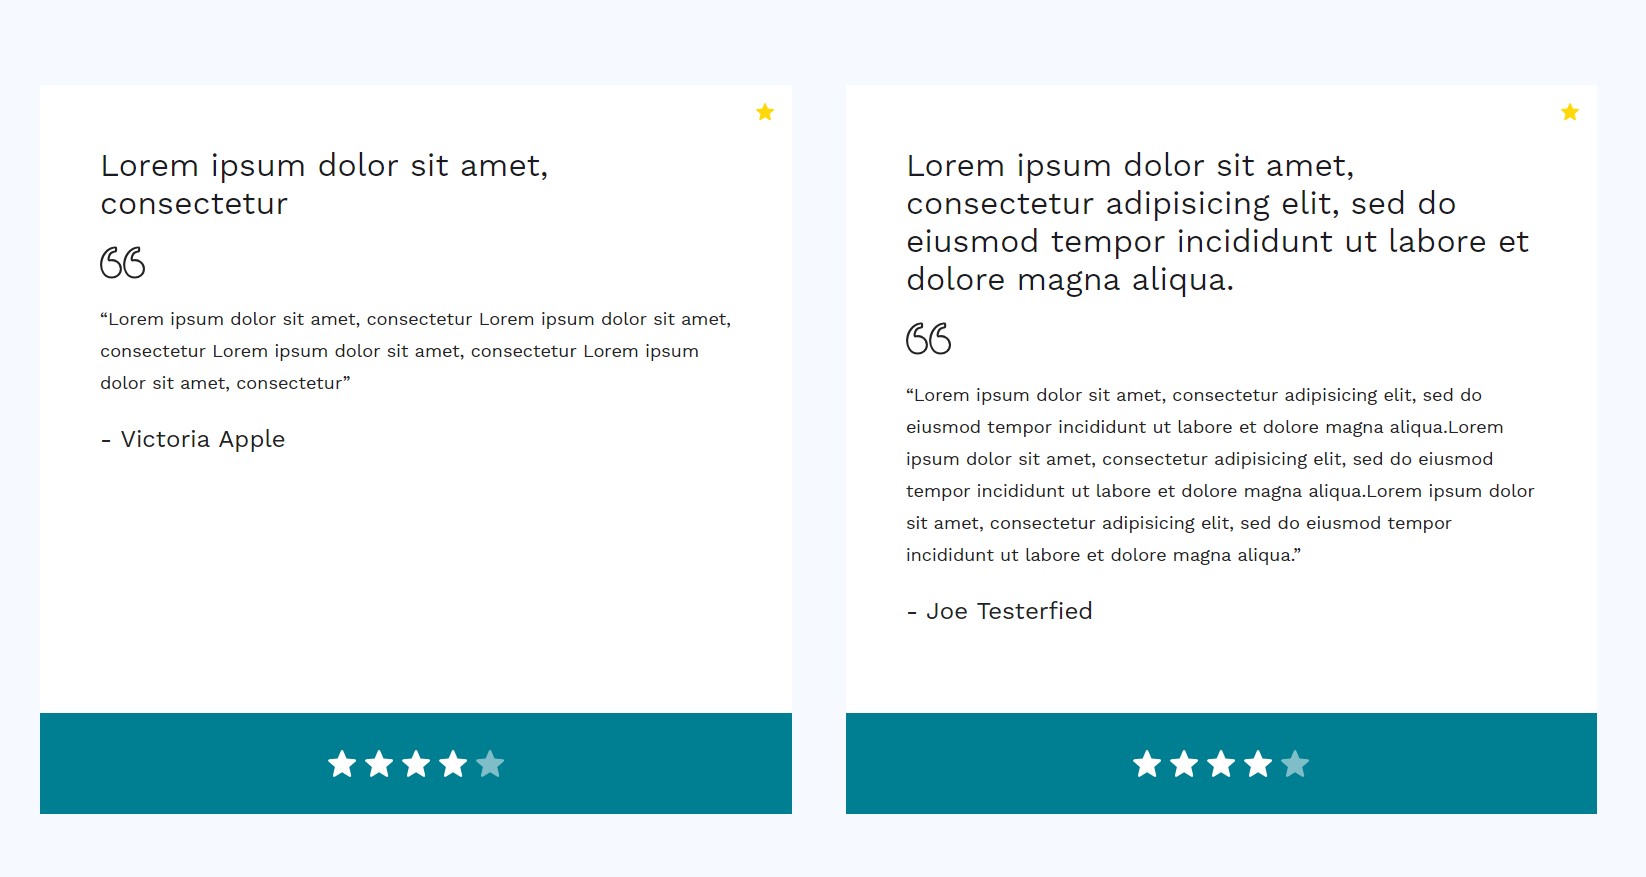 Lorem ipsum dolor sit amet,
consectetur
“Lorem ipsum dolor sit amet, consectetur Lorem ipsum dolor sit amet,
consectetur Lorem ipsum dolor sit amet, consectetur Lorem ipsum
dolor sit amet, consectetur”
- Victoria Apple
Lorem ipsum dolor sit amet,
consectetur adipisicing elit, sed do
eiusmod tempor incididunt ut labore et
dolore magna aliqua.
“Lorem ipsum dolor sit amet, consectetur adipisicing elit, sed do
eiusmod tempor incididunt ut labore et dolore magna aliqua.Lorem
ipsum dolor sit amet, consectetur adipisicing elit, sed do eiusmod
tempor incididunt ut labore et dolore magna aliqua.Lorem ipsum dolor
sit amet, consectetur adipisicing elit, sed do eiusmod tempor
incididunt ut labore et dolore magna aliqua.”
- Joe Testerfied